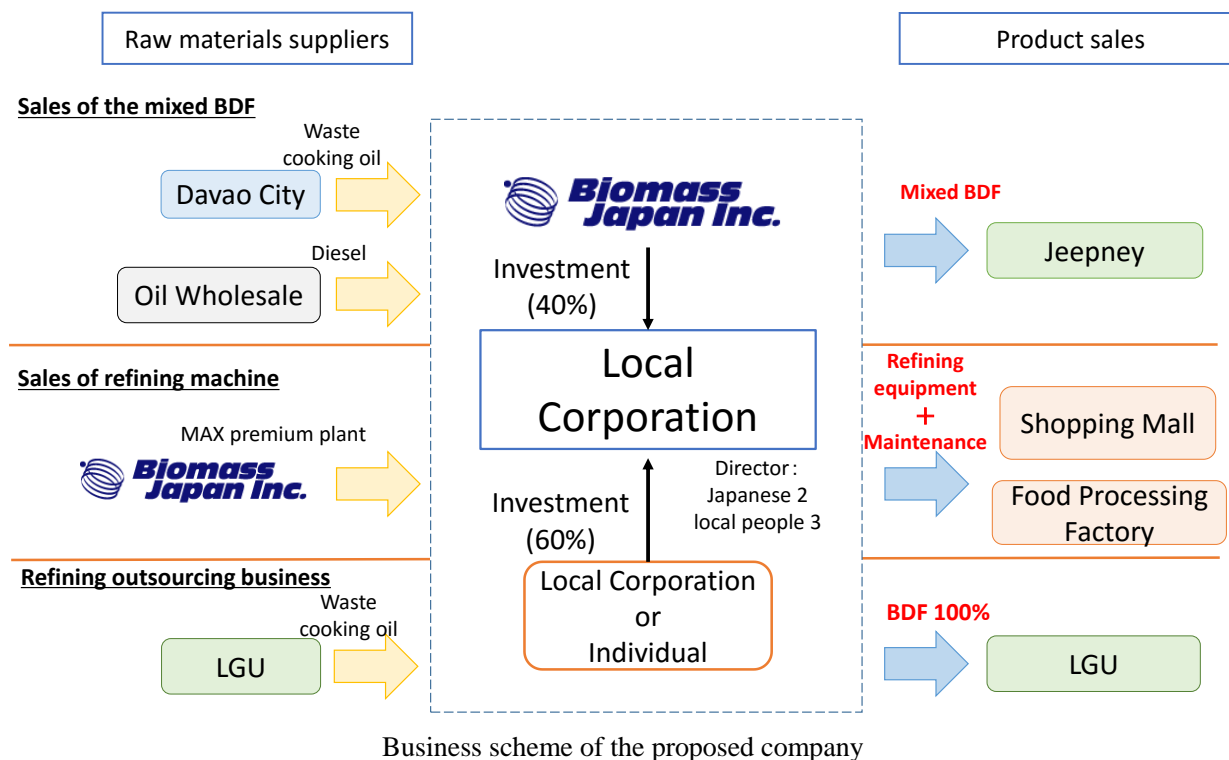 Raw materials suppliers
Product sales
Sales of the mixed BDF
Waste
cooking oil
Davao City
Diesel
Oil Wholesale
Biomass
Japan Inc.
Investment
(40%)
Local
Corporation
Director :
Japanese 2
local people 3
Investment
(60%)
Local Corporation
or
Individual
Mixed BDF
Jeepney
Sales of refining machine
MAX premium plant
Biomass
Japan Inc.
Refining
equipment
+
Maintenance
Shopping Mall
Food Processing
Factory
Refining outsourcing business
Waste
cooking oil
LGU
BDF 100%
LGU
Business scheme of the proposed company